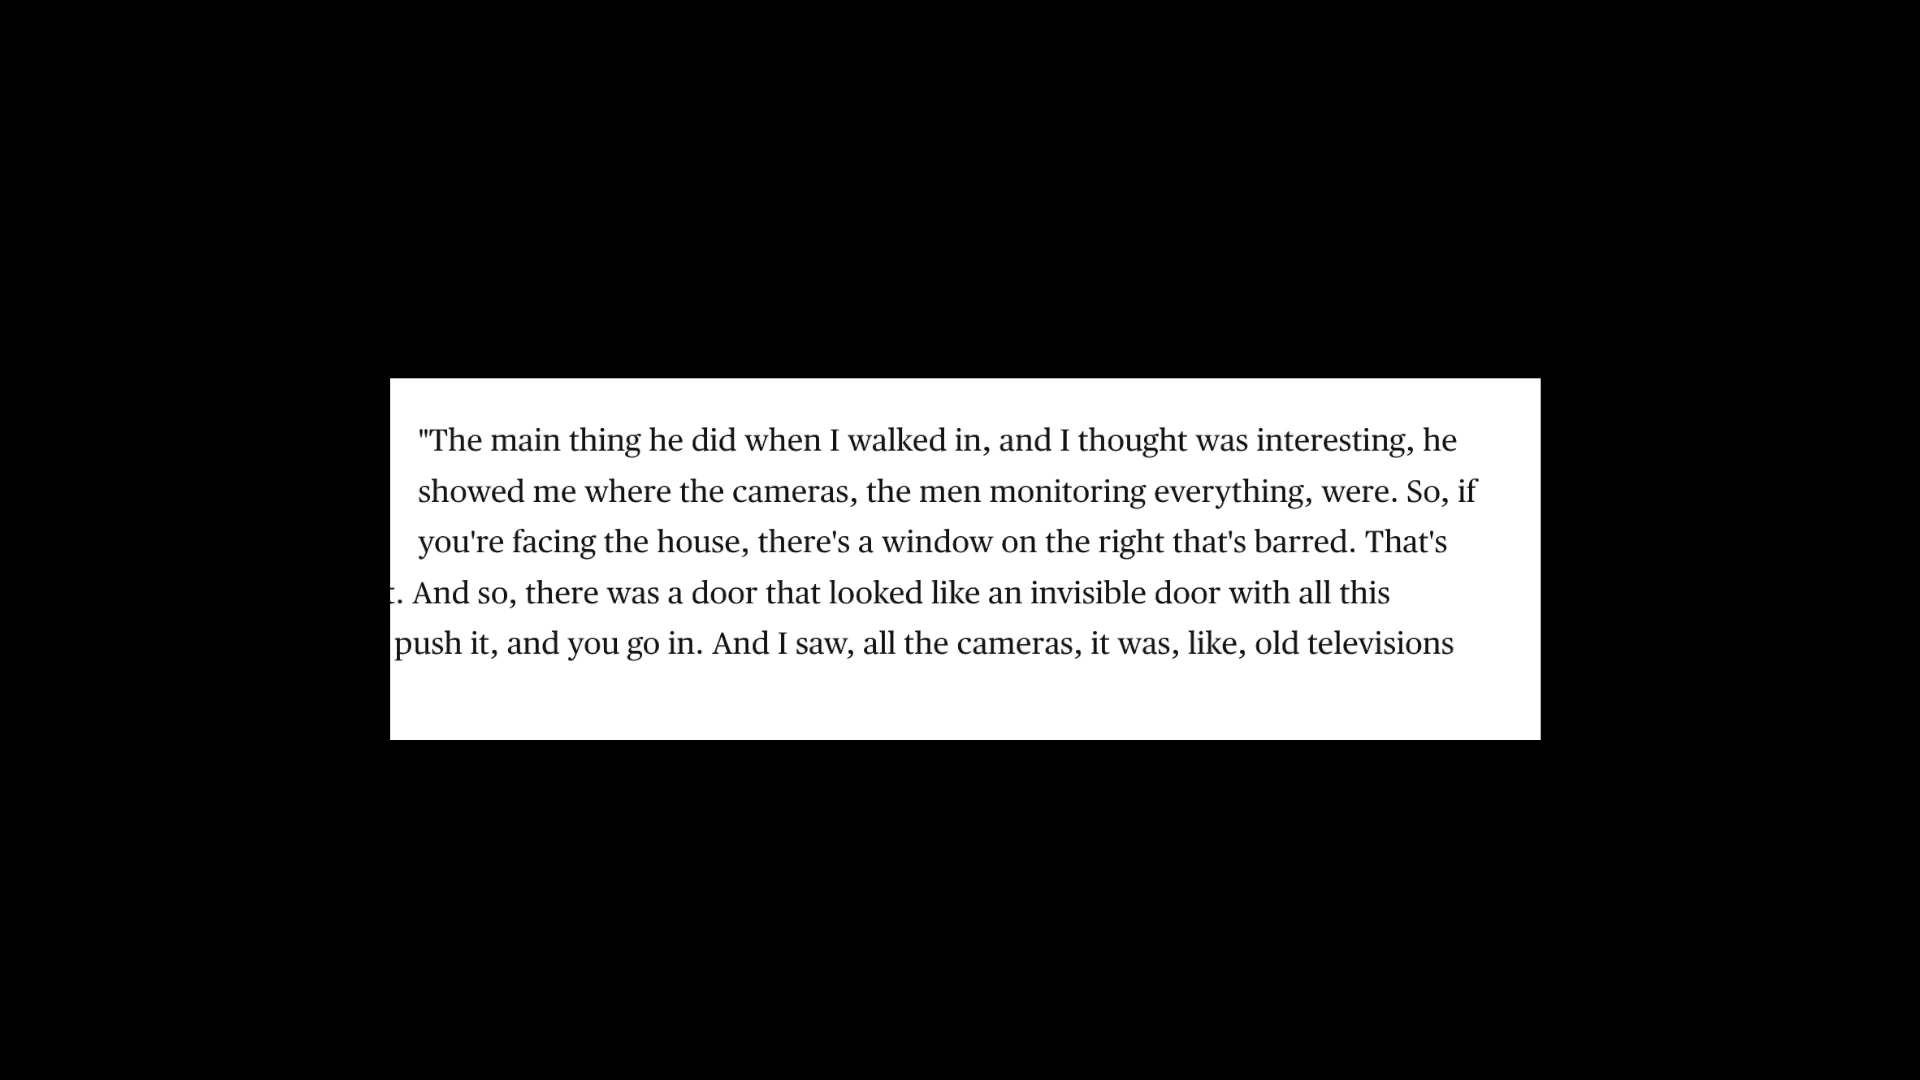 "The main thing he did when I walked in, and I thought was interesting, he
showed me where the cameras, the men monitoring everything, were. So, if
you're facing the house, there's a window on the right that's barred. That's
. And so, there was a door that looked like an invisible door with all this
push it, and you go in. And I saw, all the cameras, it was, like, old televisions